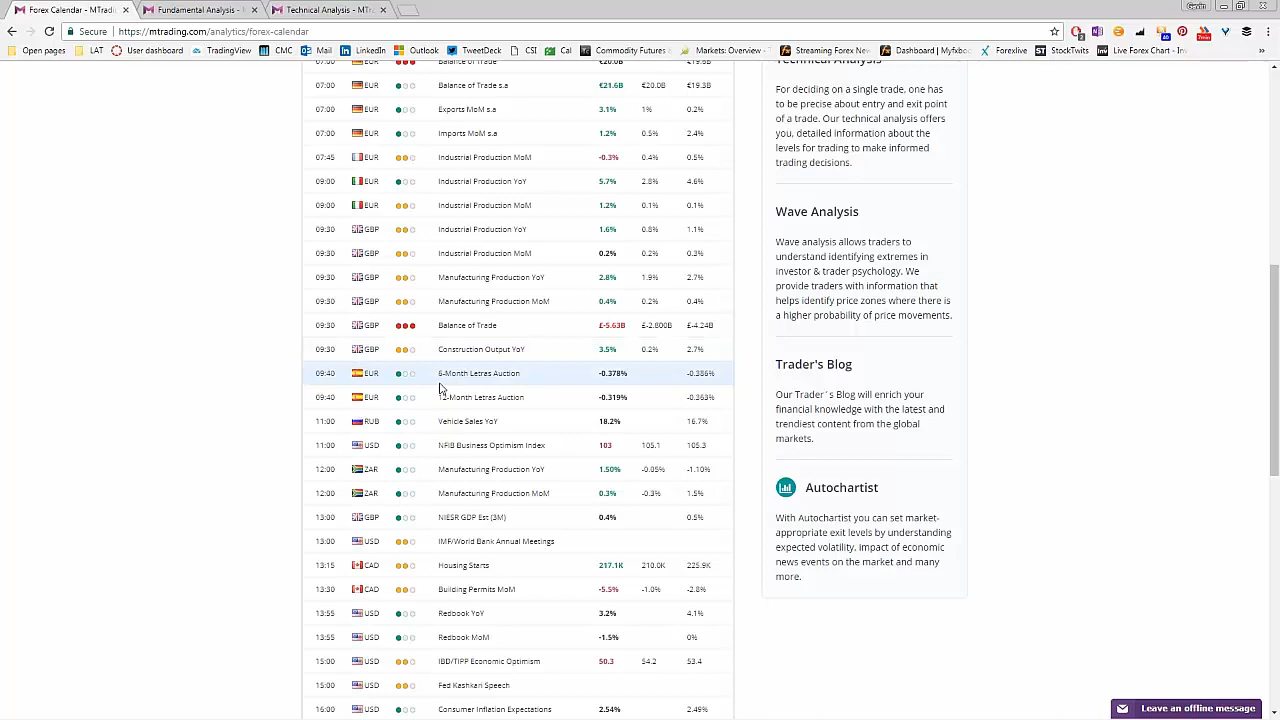 Forex Calendar - MTradin
Fundamental Analysis -
Technical Analysis - MTr
Secure
https://mtrading.com/analytics/forex-calendar
Open pages
LAT
User dashboard
TradingView
CMC
Mail
LinkedIN
Outlook
TweetDeck
CSI
Cal
Commodity Futures
Markets: Overview -
Streaming Forex New
Dashboard | Myfxbo
Forexlive
StockTwits
Live Forex Chart - Inv
07:00 EUR Balance of Trade €20.0B €19.6B
07:00 EUR Balance of Trade s.a €21.6B €20.0B €19.3B
07:00 EUR Exports MoM s.a 3.1% 1% 0.2%
07:00 EUR Imports MoM s.a 1.2% 0.5% 2.4%
07:45 EUR Industrial Production MoM -0.3% 0.4% 0.5%
09:00 EUR Industrial Production YoY 5.7% 2.8% 4.6%
09:00 EUR Industrial Production MoM 1.2% 0.1% 0.1%
09:30 GBP Industrial Production YoY 1.6% 0.8% 1.1%
09:30 GBP Industrial Production MoM 0.2% 0.2% 0.3%
09:30 GBP Manufacturing Production YoY 2.8% 1.9% 2.7%
09:30 GBP Manufacturing Production MoM 0.4% 0.2% 0.4%
09:30 GBP Balance of Trade £-5.63B £-2.800B £-4.24B
09:30 GBP Construction Output YoY 3.5% 0.2% 2.7%
09:40 EUR 6-Month Letras Auction -0.378% -0.386%
09:40 EUR -Month Letras Auction -0.319% -0.363%
11:00 RUB Vehicle Sales YoY 18.2% 16.7%
11:00 USD NFIB Business Optimism Index 103 105.1 105.3
12:00 ZAR Manufacturing Production YoY 1.50% -0.05% -1.10%
12:00 ZAR Manufacturing Production MoM 0.3% -0.3% 1.5%
13:00 GBP NIESR GDP Est (3M) 0.4% 0.5%
13:00 USD IMF/World Bank Annual Meetings
13:15 CAD Housing Starts 217.1K 210.0K 225.9K
13:30 CAD Building Permits MoM -5.5% -1.0% -2.8%
13:55 USD Redbook YoY 3.2% 4.1%
13:55 USD Redbook MoM -1.5% 0%
15:00 USD IBD/TIPP Economic Optimism 50.3 54.2 53.4
15:00 USD Fed Kashkari Speech
16:00 USD Consumer Inflation Expectations 2.54% 2.49%
Technical Analysis
For deciding on a single trade, one has
to be precise about entry and exit point
of a trade. Our technical analysis offers
you, detailed information about the
levels for trading to make informed
trading decisions.
Wave Analysis
Wave analysis allows traders to
understand identifying extremes in
investor & trader psychology. We
provide traders with information that
helps identify price zones where there is
a higher probability of price movements.
Trader's Blog
Our Trader´s Blog will enrich your
financial knowledge with the latest and
trendiest content from the global
markets.
Autochartist
With Autochartist you can set market-
appropriate exit levels by understanding
expected volatility, impact of economic
news events on the market and many
more.
Leave an offline message